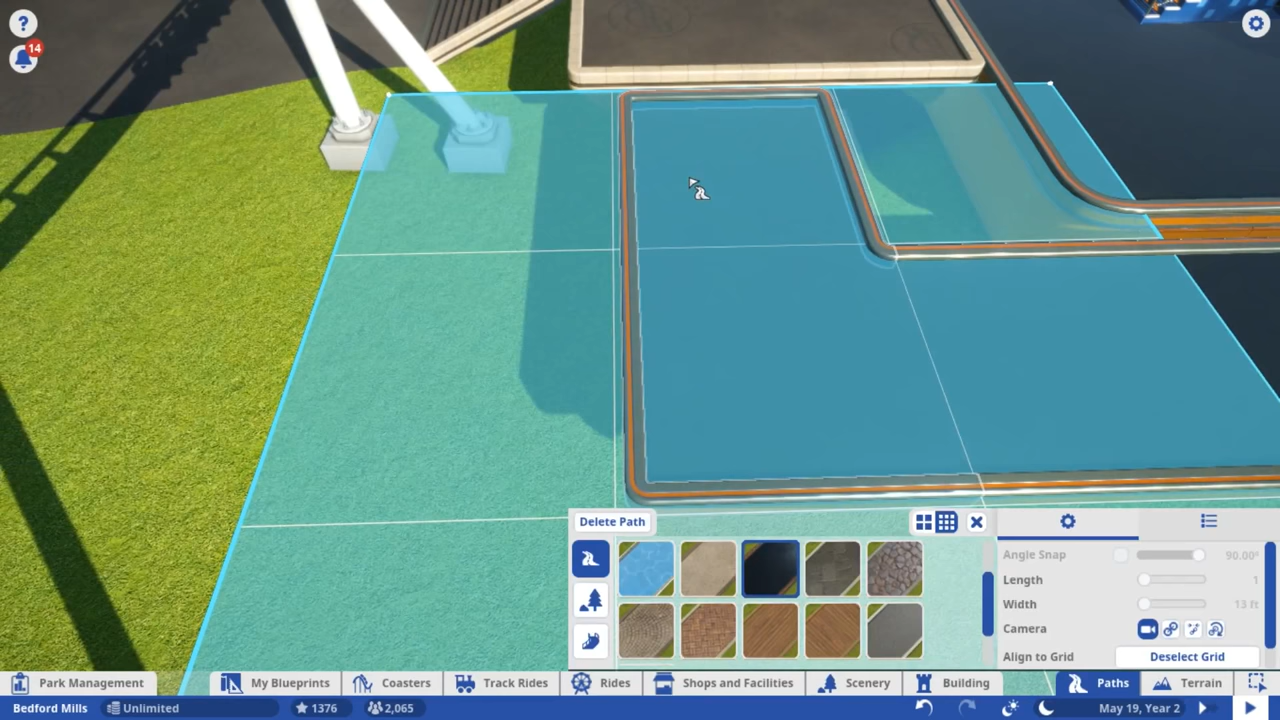 ?
14
Delete Path
Angle Snap 90.00°
Length 1
Width 13 ft
Camera
Align to Grid Deselect Grid
Park Management My Blueprints Coasters Track Rides Rides Shops and Facilities Scenery Building Paths Terrain
Bedford Mills Unlimited 1376 2,065 May 19, Year 2